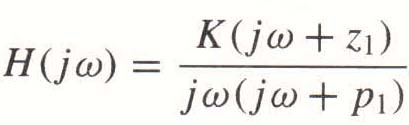 H(jω) = K(jω + z₁) / jω(jω + p₁)